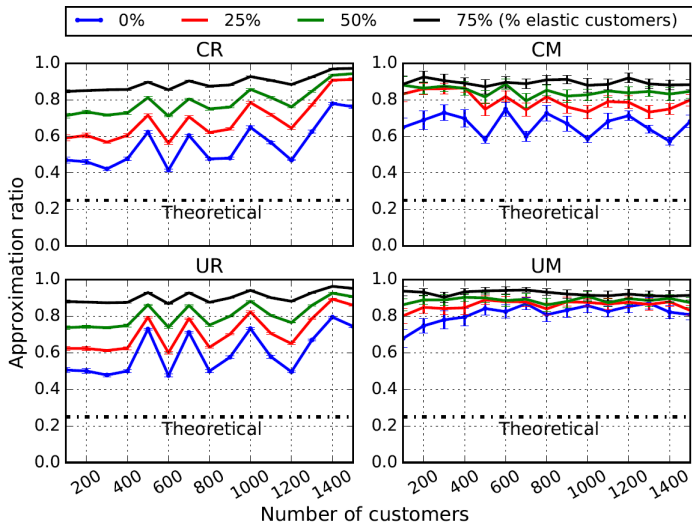 0% 25% 50% 75% (% elastic customers)
CR CM
1.0
0.8
0.6
0.4
0.2
0.0
Theoretical Theoretical
Approximation ratio
UR UM
1.0
0.8
0.6
0.4
0.2
0.0
Theoretical Theoretical
200 400 600 800 1000 1200 1400 200 400 600 800 1000 1200 1400
Number of customers